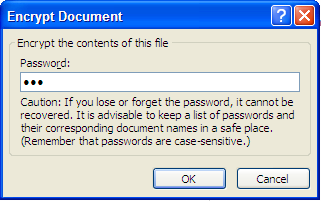 Encrypt Document
Encrypt the contents of this file
Password:
●●●
Caution: If you lose or forget the password, it cannot be
recovered. It is advisable to keep a list of passwords and
their corresponding document names in a safe place.
(Remember that passwords are case-sensitive.)
OK Cancel